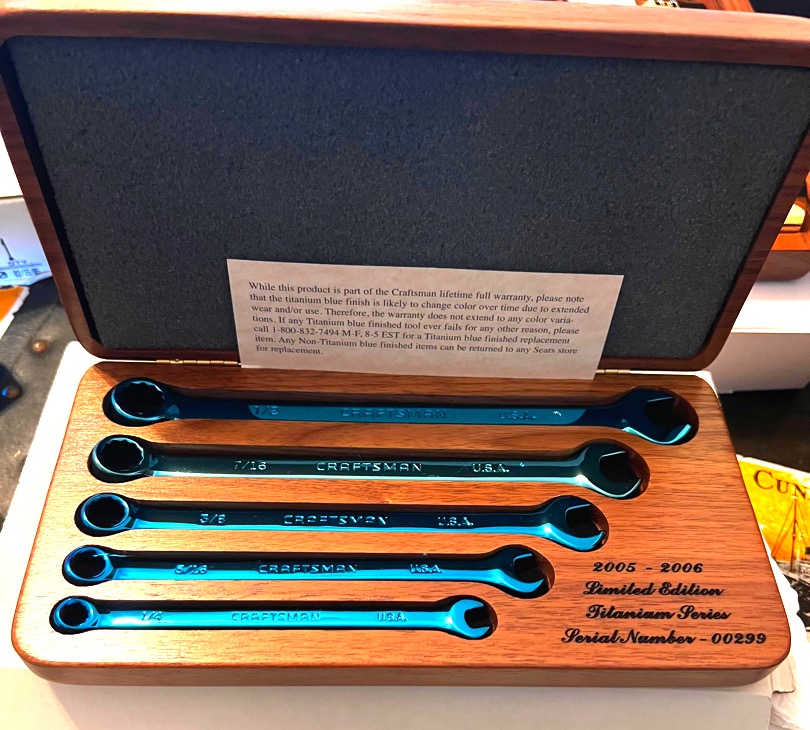 QTY
While this product is part of the Craftsman lifetime full warranty, please note
that the titanium blue finish is likely to change color over time due to extended
wear and/or use. Therefore, the warranty does not extend to any color varia-
tions. If any Titanium blue finished tool ever fails for any other reason, please
call 1-800-832-7494 M-F, 8-5 EST for a Titanium blue finished replacement
item. Any Non-Titanium blue finished items can be returned to any Sears store
for replacement.
1/2 CRAFTSMAN U.S.A.
7/16 CRAFTSMAN U.S.A.
3/8 CRAFTSMAN U.S.A.
5/16 CRAFTSMAN U.S.A.
1/4 CRAFTSMAN U.S.A.
2005 - 2006
Limited Edition
Titanium Series
Serial Number - 00299
CUN